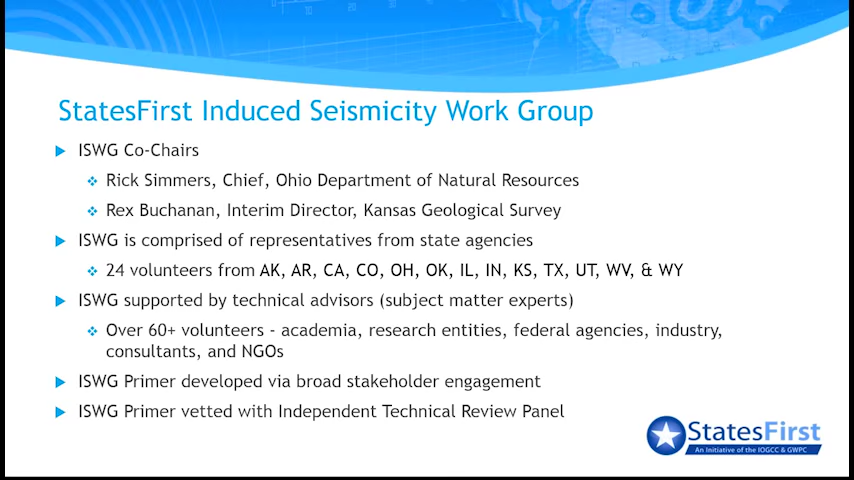 StatesFirst Induced Seismicity Work Group
ISWG Co-Chairs
Rick Simmers, Chief, Ohio Department of Natural Resources
Rex Buchanan, Interim Director, Kansas Geological Survey
ISWG is comprised of representatives from state agencies
24 volunteers from AK, AR, CA, CO, OH, OK, IL, IN, KS, TX, UT, WV, & WY
ISWG supported by technical advisors (subject matter experts)
Over 60+ volunteers - academia, research entities, federal agencies, industry,
consultants, and NGOs
ISWG Primer developed via broad stakeholder engagement
ISWG Primer vetted with Independent Technical Review Panel
StatesFirst
An Initiative of the IOGCC & GWPC